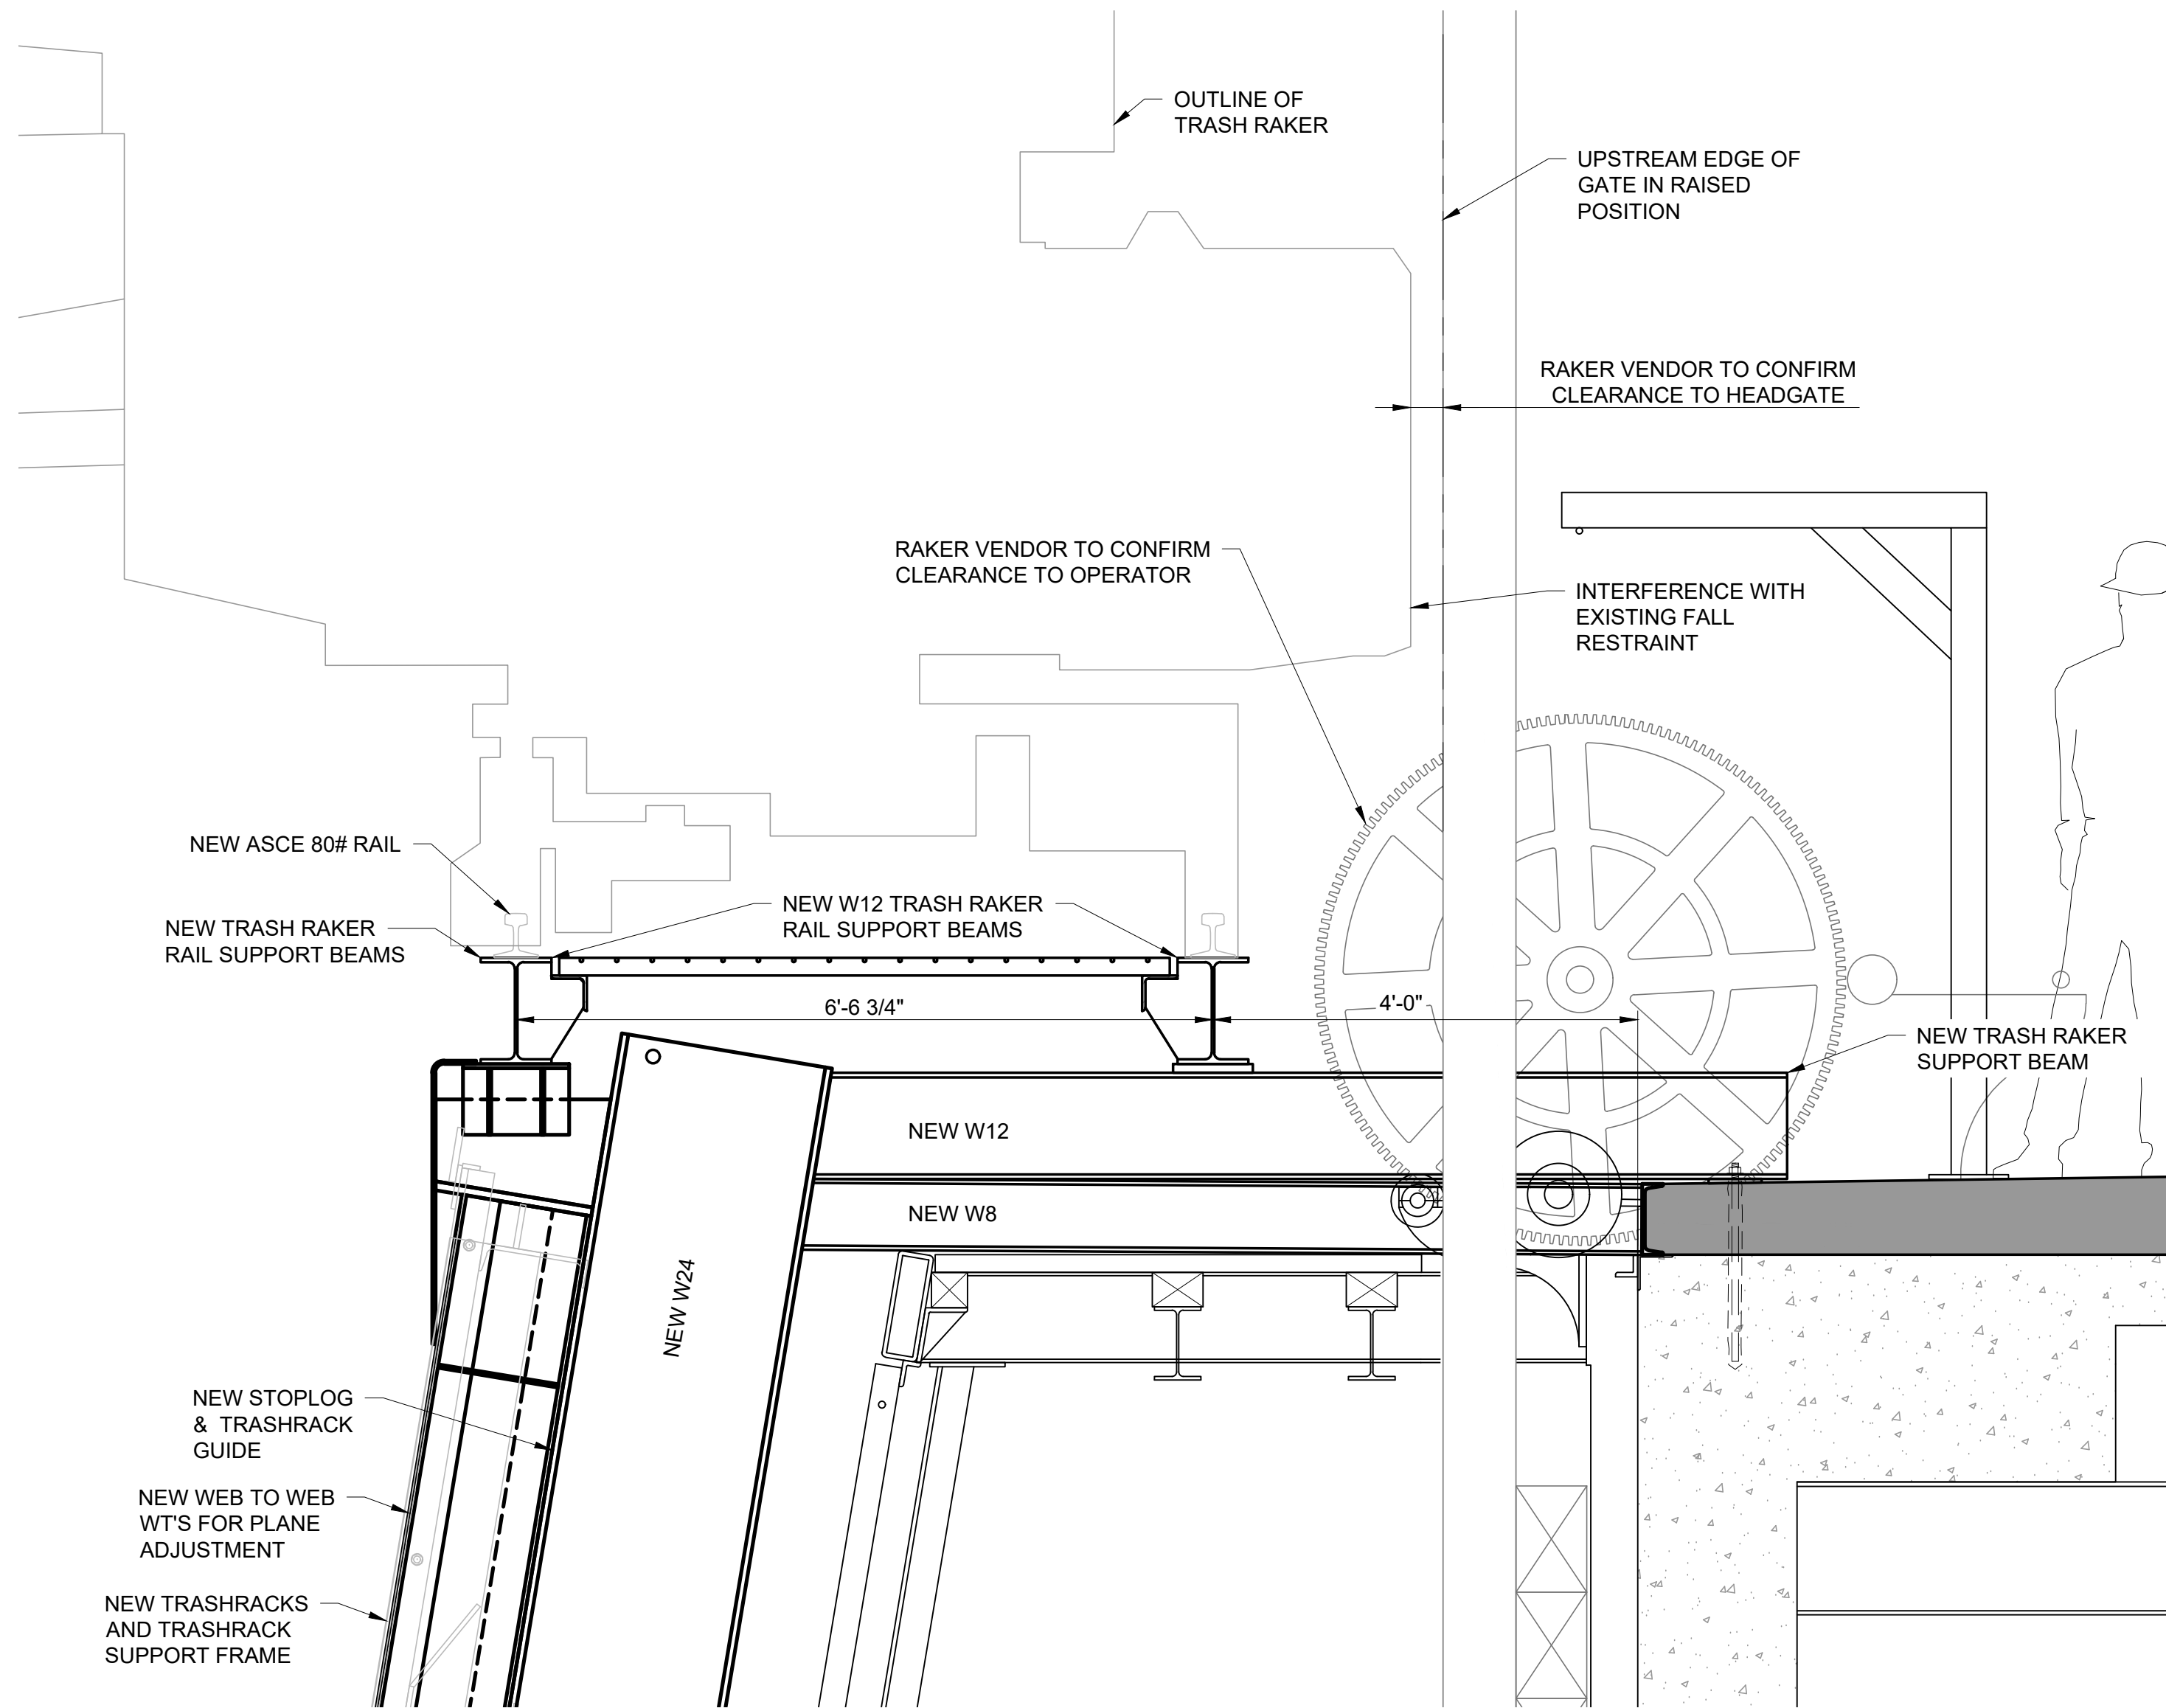 OUTLINE OF
TRASH RAKER
UPSTREAM EDGE OF
GATE IN RAISED
POSITION
RAKER VENDOR TO CONFIRM
CLEARANCE TO HEADGATE
RAKER VENDOR TO CONFIRM
CLEARANCE TO OPERATOR
INTERFERENCE WITH
EXISTING FALL
RESTRAINT
NEW ASCE 80# RAIL
NEW TRASH RAKER
RAIL SUPPORT BEAMS
NEW W12 TRASH RAKER
RAIL SUPPORT BEAMS
6'-6 3/4"
4'-0"
NEW TRASH RAKER
SUPPORT BEAM
NEW W12
NEW W8
NEW W24
NEW STOPLOG
& TRASHRACK
GUIDE
NEW WEB TO WEB
WT'S FOR PLANE
ADJUSTMENT
NEW TRASHRACKS
AND TRASHRACK
SUPPORT FRAME